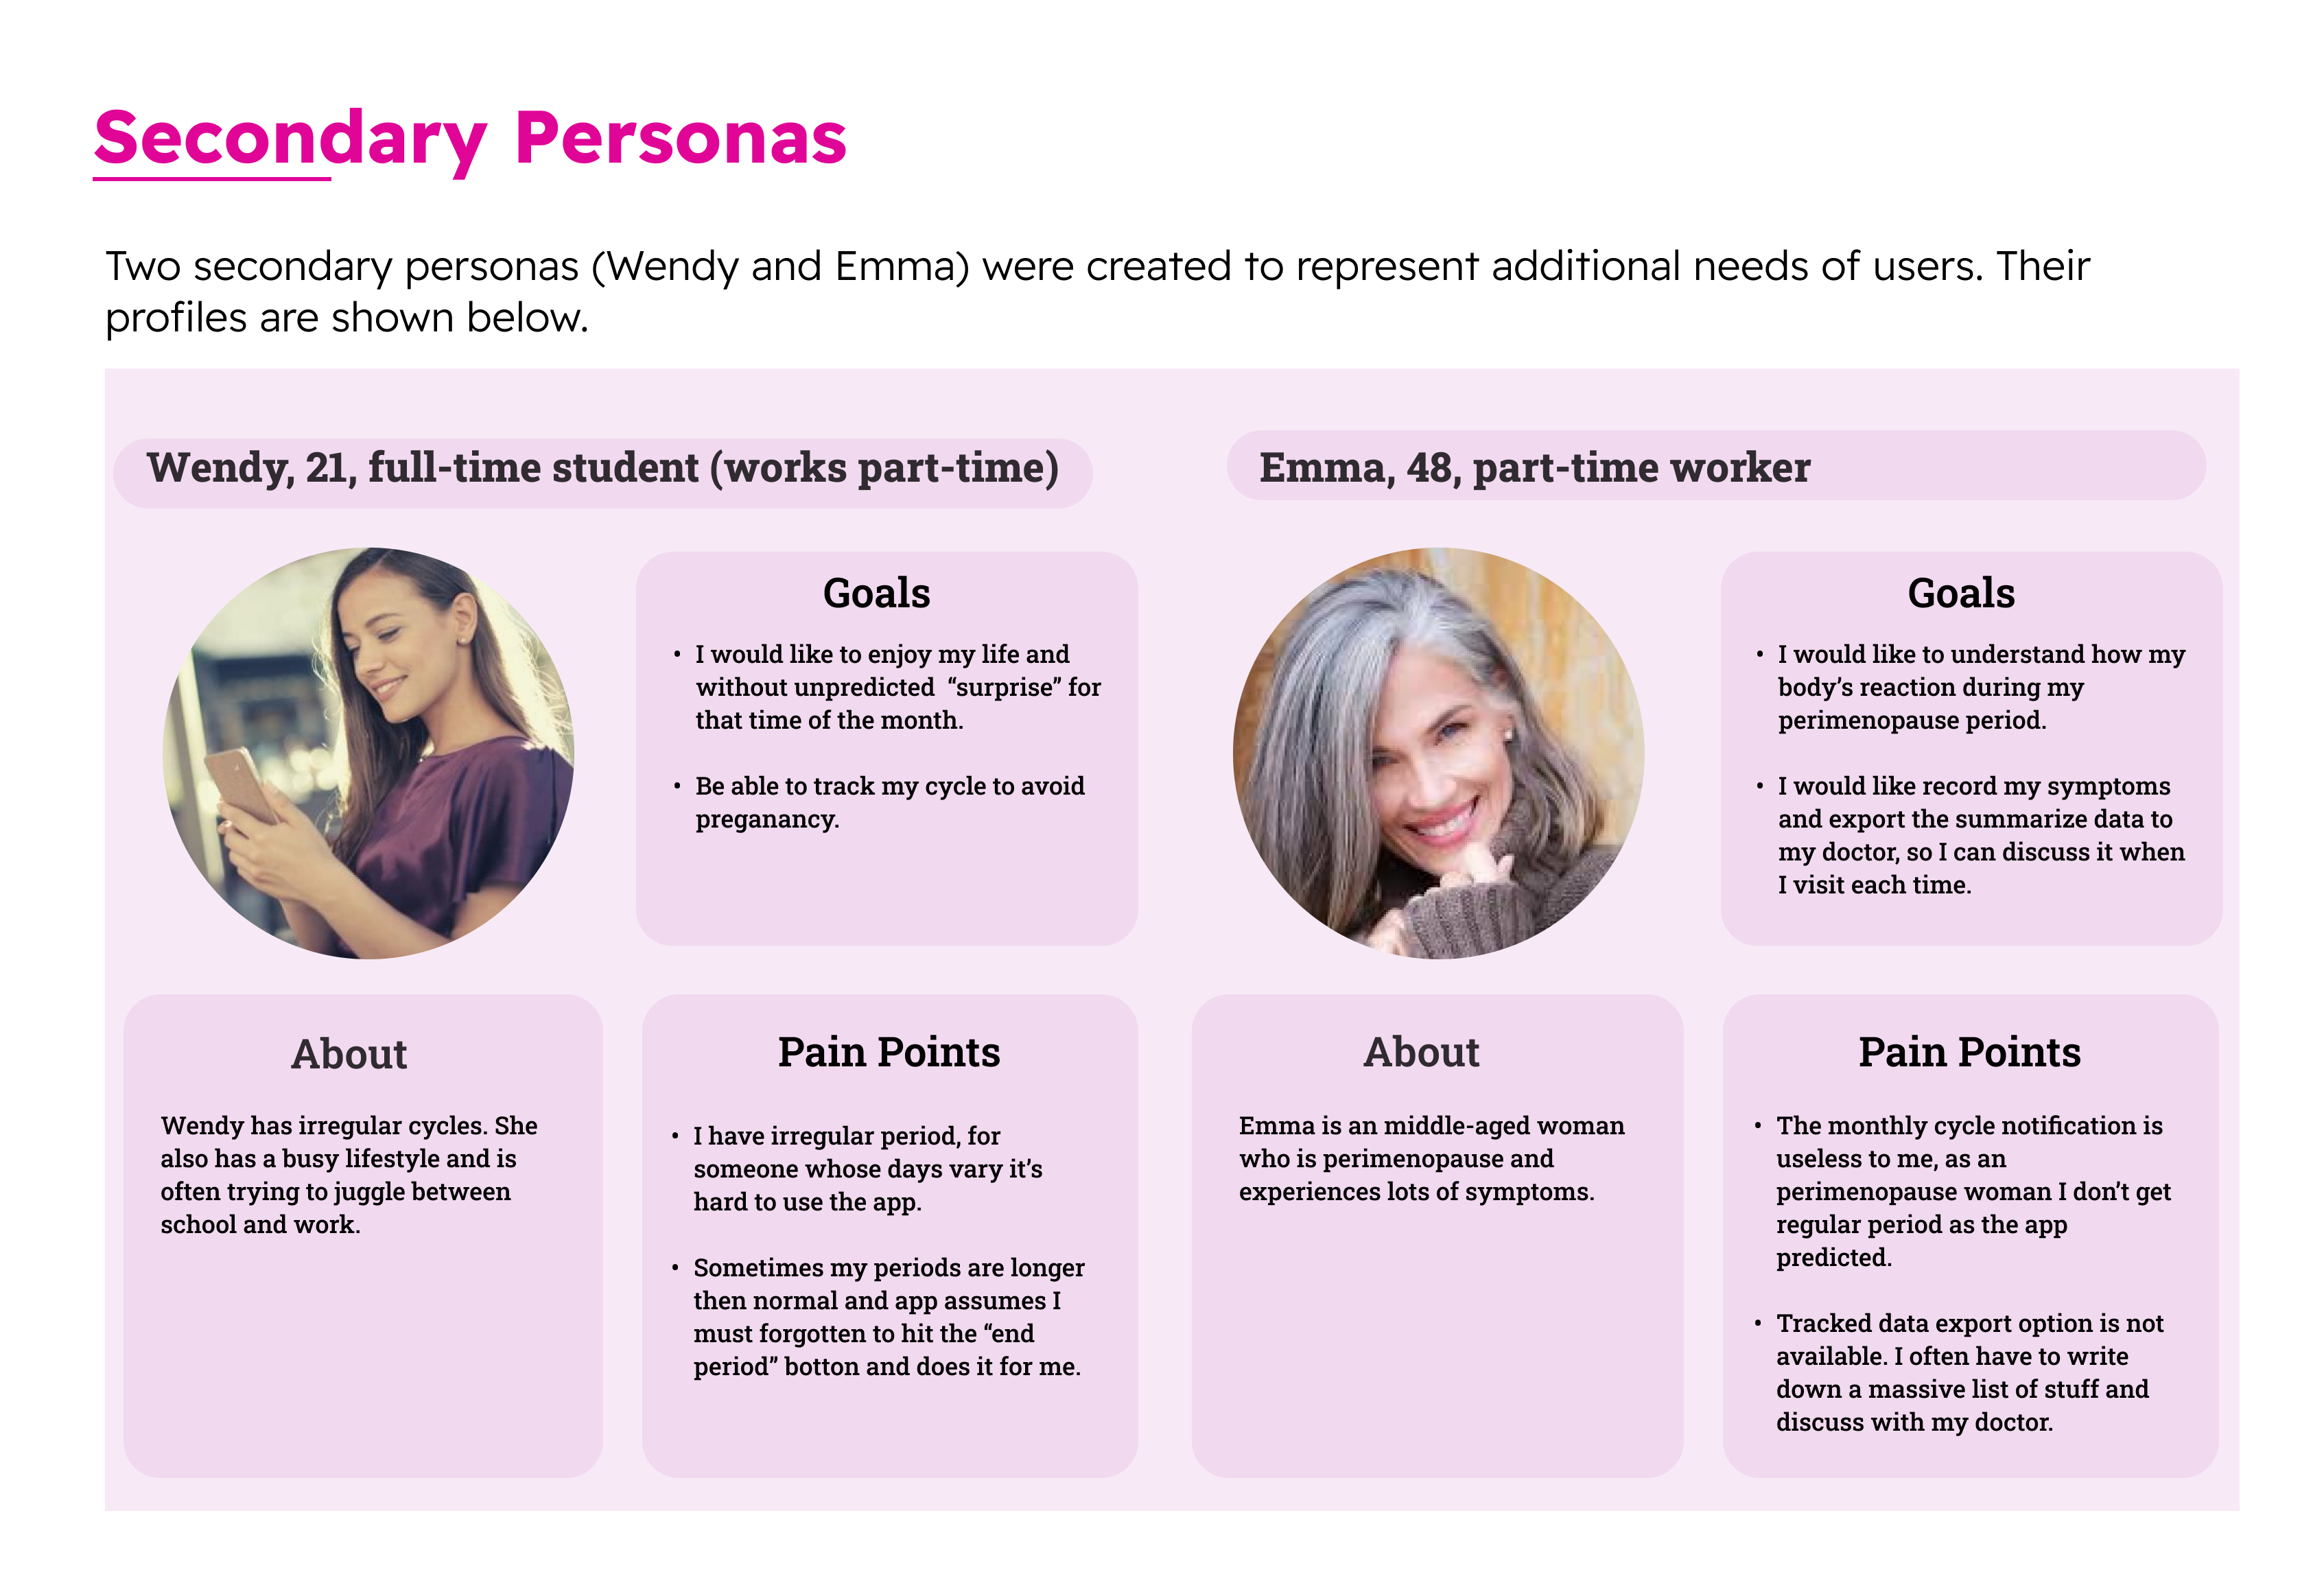 Secondary Personas
Two secondary personas (Wendy and Emma) were created to represent additional needs of users. Their
profiles are shown below.
Wendy, 21, full-time student (works part-time)
Goals
• I would like to enjoy my life and
without unpredicted “surprise” for
that time of the month.
• Be able to track my cycle to avoid
preganancy.
About
Wendy has irregular cycles. She
also has a busy lifestyle and is
often trying to juggle between
school and work.
Pain Points
• I have irregular period, for
someone whose days vary it’s
hard to use the app.
• Sometimes my periods are longer
then normal and app assumes I
must forgotten to hit the “end
period” botton and does it for me.
Emma, 48, part-time worker
Goals
• I would like to understand how my
body’s reaction during my
perimenopause period.
• I would like record my symptoms
and export the summarize data to
my doctor, so I can discuss it when
I visit each time.
About
Emma is an middle-aged woman
who is perimenopause and
experiences lots of symptoms.
Pain Points
• The monthly cycle notification is
useless to me, as an
perimenopause woman I don’t get
regular period as the app
predicted.
• Tracked data export option is not
available. I often have to write
down a massive list of stuff and
discuss with my doctor.